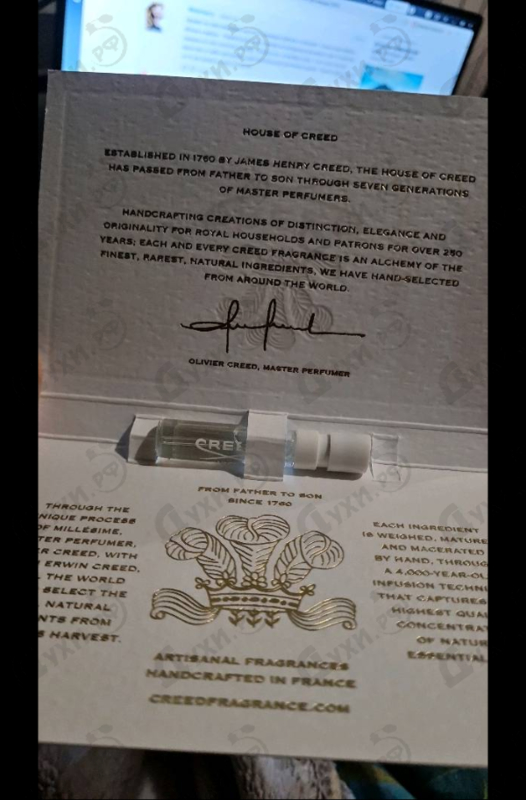 HOUSE OF CREED
ESTABLISHED IN 1760 BY JAMES HENRY CREED, THE HOUSE OF CREED
HAS PASSED FROM FATHER TO SON THROUGH SEVEN GENERATIONS
OF MASTER PERFUMERS.
HANDCRAFTING CREATIONS OF DISTINCTION, ELEGANCE AND
ORIGINALITY FOR ROYAL HOUSEHOLDS AND PATRONS FOR OVER 250
YEARS; EACH AND EVERY CREED FRAGRANCE IS AN ALCHEMY OF THE
FINEST, RAREST, NATURAL INGREDIENTS, WE HAVE HAND-SELECTED
FROM AROUND THE WORLD.
OLIVIER CREED, MASTER PERFUMER
CREE
FROM FATHER TO SON
SINCE 1760
THROUGH THE
NIQUE PROCESS
OF MILLÉSIME,
TER PERFUMER,
R CREED, WITH
ERWIN CREED,
THE WORLD
SELECT THE
NATURAL
NTS FROM
S HARVEST.
EACH INGREDIENT
IS WEIGHED, MATURE
AND MACERATED
BY HAND, THROUG
A 4,000-YEAR-OL
INFUSION TECHNI
THAT CAPTURES
HIGHEST QUAL
CONCENTRAT
OF NATUR
ESSENTIAL
ARTISANAL FRAGRANCES
HANDCRAFTED IN FRANCE
CREEDFRAGRANCE.COM
Духи.РФ